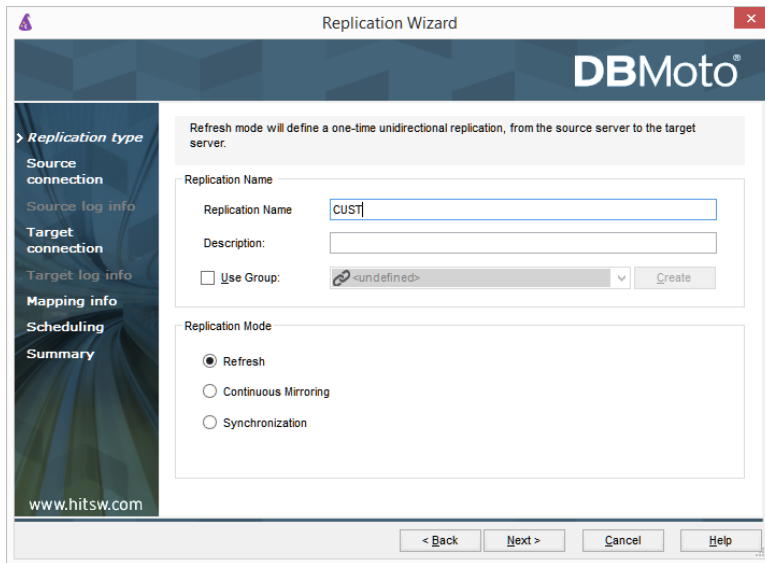 Replication Wizard
DBMoto®
Replication type
Source
connection
Source log info
Target
connection
Target log info
Mapping info
Scheduling
Summary
www.hitsw.com
Refresh mode will define a one-time unidirectional replication, from the source server to the target
server.
Replication Name
Replication Name CUST
Description:
Use Group: <undefined> Create
Replication Mode
Refresh
Continuous Mirroring
Synchronization
< Back Next > Cancel Help